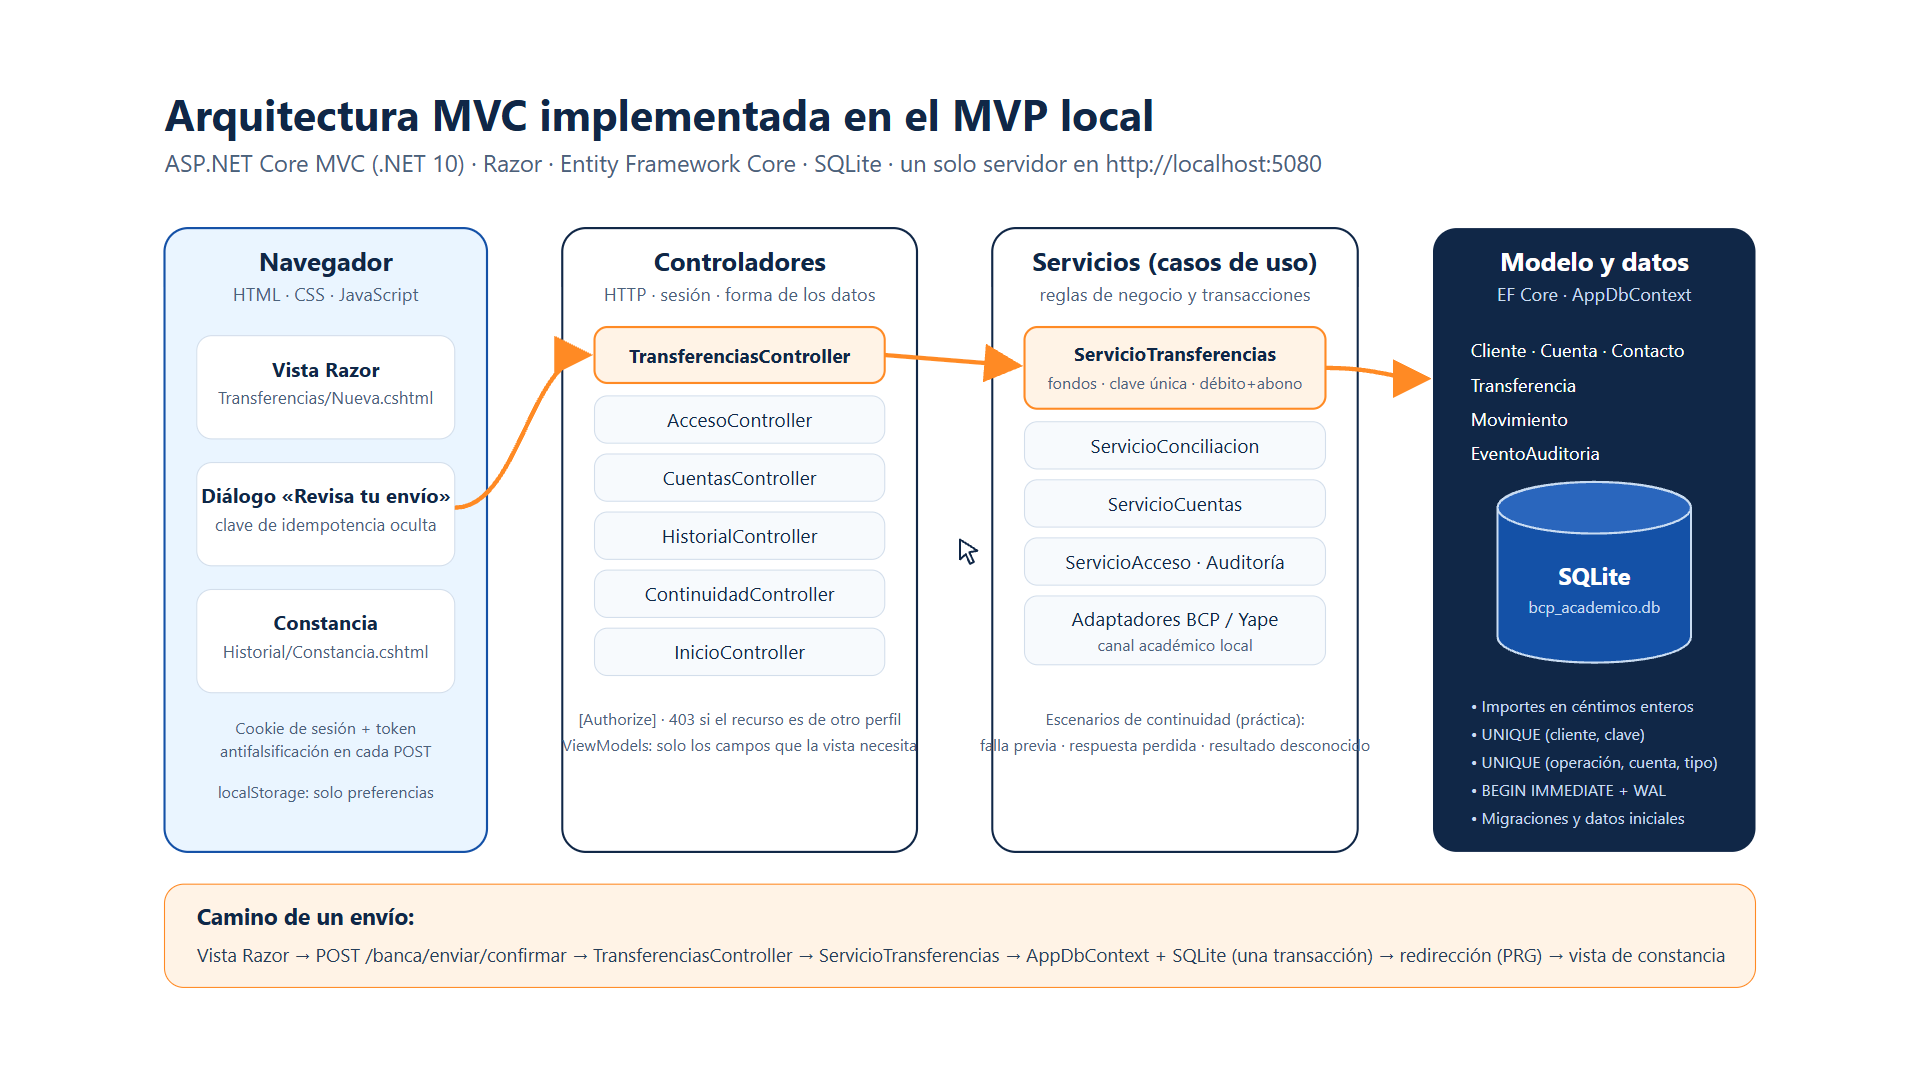 Arquitectura MVC implementada en el MVP local
ASP.NET Core MVC (.NET 10) · Razor · Entity Framework Core · SQLite · un solo servidor en http://localhost:5080
Navegador
HTML · CSS · JavaScript
Vista Razor
Transferencias/Nueva.cshtml
Diálogo «Revisa tu envío»
clave de idempotencia oculta
Constancia
Historial/Constancia.cshtml
Cookie de sesión + token
antifalsificación en cada POST
localStorage: solo preferencias
Controladores
HTTP · sesión · forma de los datos
TransferenciasController
AccesoController
CuentasController
HistorialController
ContinuidadController
InicioController
[Authorize] · 403 si el recurso es de otro perfil
ViewModels: solo los campos que la vista necesita
Servicios (casos de uso)
reglas de negocio y transacciones
ServicioTransferencias
fondos · clave única · débito+abono
ServicioConciliacion
ServicioCuentas
ServicioAcceso · Auditoría
Adaptadores BCP / Yape
canal académico local
Escenarios de continuidad (práctica):
falla previa · respuesta perdida · resultado desconocido
Modelo y datos
EF Core · AppDbContext
Cliente · Cuenta · Contacto
Transferencia
Movimiento
EventoAuditoria
SQLite
bcp_academico.db
• Importes en céntimos enteros
• UNIQUE (cliente, clave)
• UNIQUE (operación, cuenta, tipo)
• BEGIN IMMEDIATE + WAL
• Migraciones y datos iniciales
Camino de un envío:
Vista Razor → POST /banca/enviar/confirmar → TransferenciasController → ServicioTransferencias → AppDbContext + SQLite (una transacción) → redirección (PRG) → vista de constancia